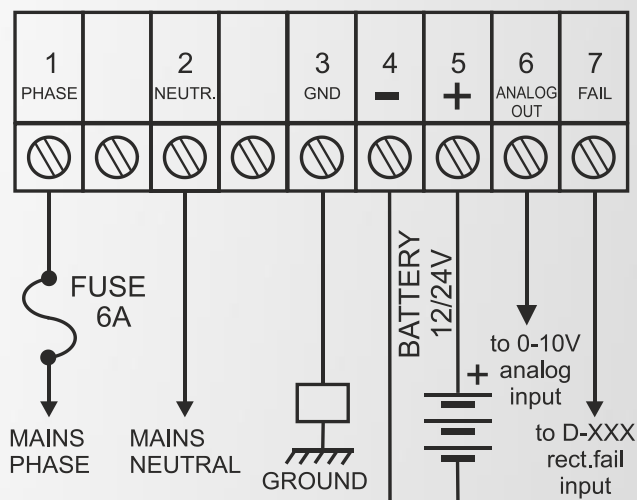 1
PHASE
2
NEUTR.
3
GND
4
-
5
+
6
ANALOG
OUT
7
FAIL
FUSE
6A
BATTERY
12/24V
+
to 0-10V
analog
input
MAINS
PHASE
MAINS
NEUTRAL
GROUND
to D-XXX
rect.fail
input